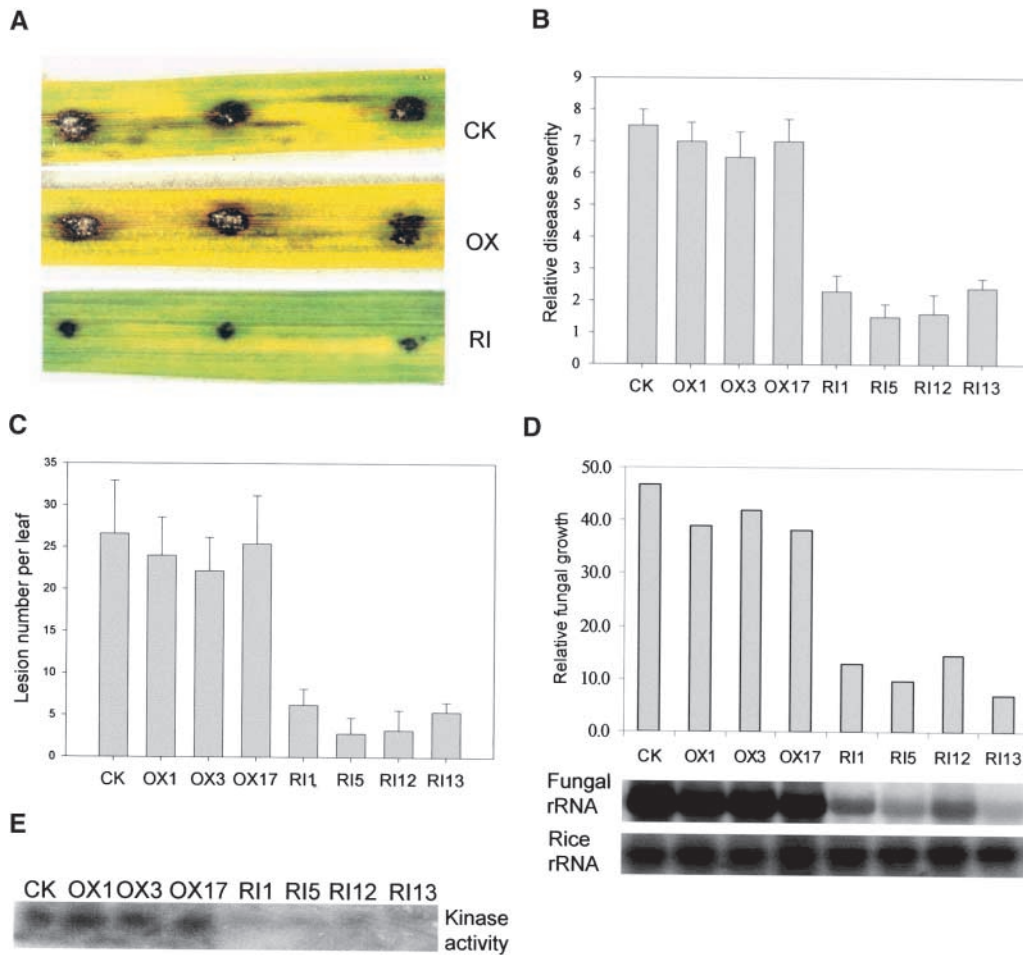 A
CK
OX
RI
B
Relative disease severity
9
8
7
6
5
4
3
2
1
0
CK OX1 OX3 OX17 RI1 RI5 RI12 RI13
C
Lesion number per leaf
35
30
25
20
15
10
5
0
CK OX1 OX3 OX17 RI1 RI5 RI12 RI13
D
Relative fungal growth
50.0
40.0
30.0
20.0
10.0
0.0
CK OX1 OX3 OX17 RI1 RI5 RI12 RI13
Fungal
rRNA
Rice
rRNA
E
CK OX1 OX3 OX17 RI1 RI5 RI12 RI13
Kinase
activity